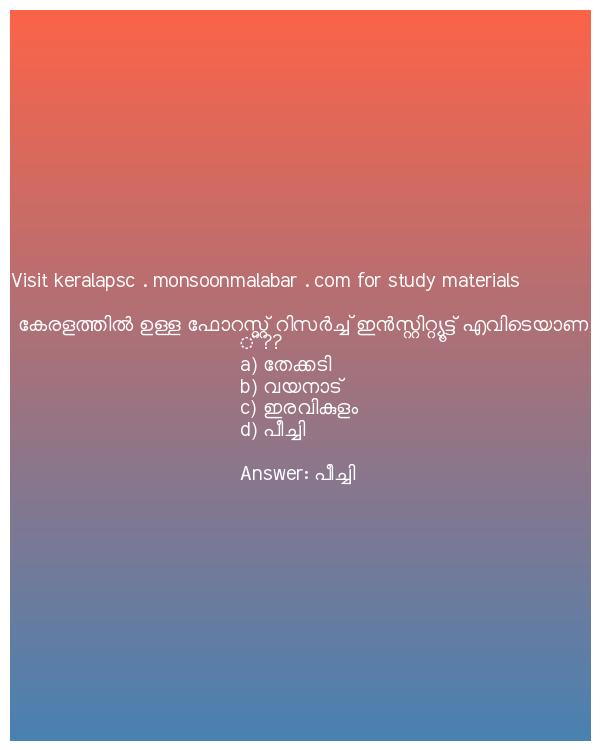 Visit keralapsc . monsoonmalabar . com for study materials
കേരളത്തിൽ ഉള്ള ഫോറസ്റ്റ് റിസർച്ച് ഇൻസ്റ്റിറ്റ്യൂട്ട് എവിടെയാണ
് ??
a) തേക്കടി
b) വയനാട്
c) ഇരവികുളം
d) പീച്ചി
Answer: പീച്ചി